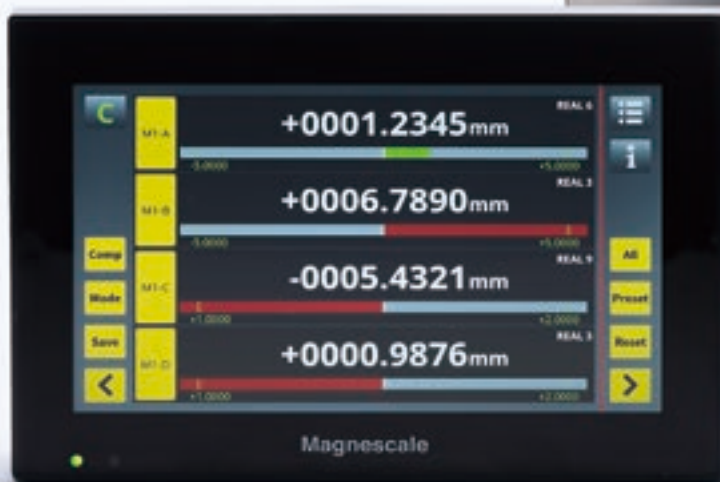 C
M1-A
+0001.2345mm
REAL 6
-5.0000
+5.0000
i
M1-B
+0006.7890mm
REAL 3
-5.0000
+5.0000
Comp
All
M1-C
-0005.4321mm
REAL 9
+1.0000
+2.0000
Mode
Preset
Save
Reset
M1-D
+0000.9876mm
REAL 3
+1.0000
+2.0000
<
>
Magnescale